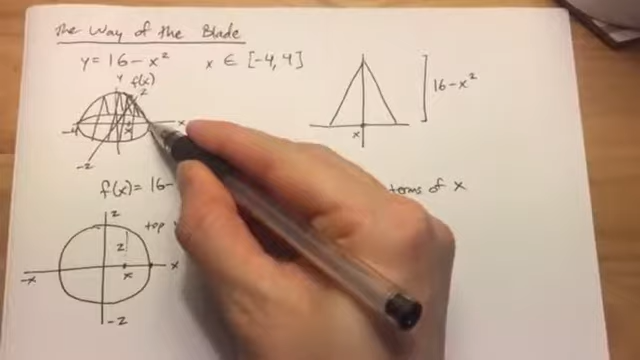 The Way of the Blade
y = 16 - x² x ∈ [-4, 4]
y f(x)
2
-4 x x
-2
16 - x²
x
f(x) = 16- terms of x
2
top
2
-x x x
-2